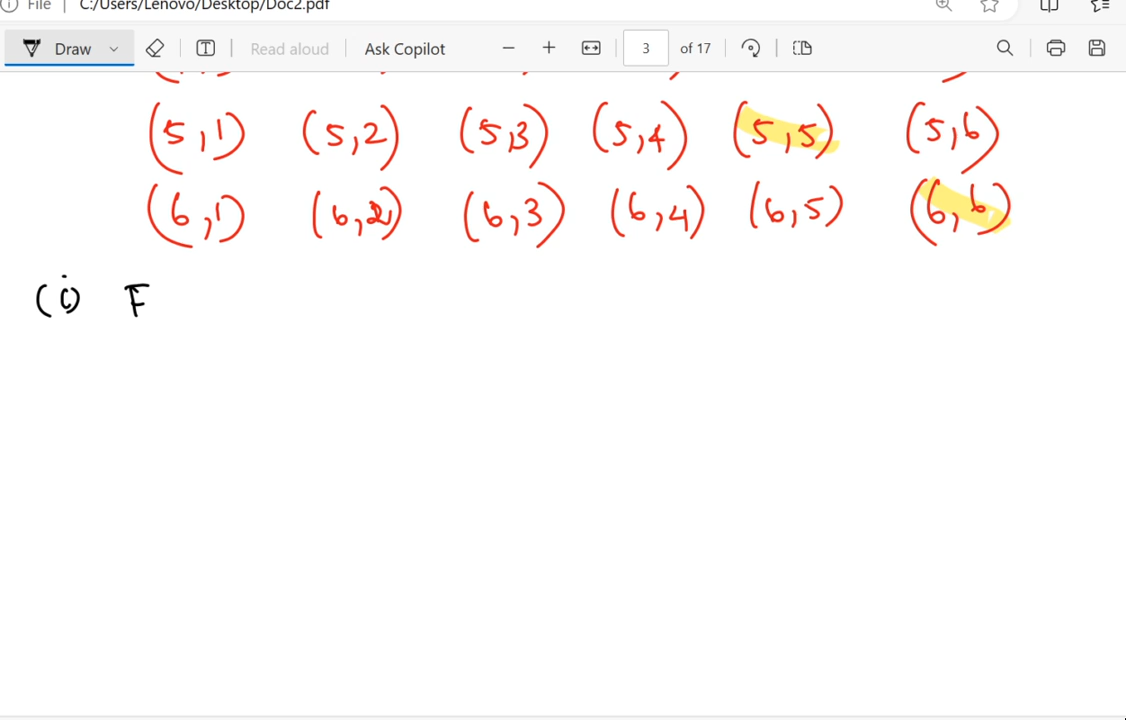 File | C:/Users/Lenovo/Desktop/Doc2.pdf
Draw Read aloud Ask Copilot 3 of 17
(5,1) (5,2) (5,3) (5,4) (5,5) (5,6)
(6,1) (6,2) (6,3) (6,4) (6,5) (6,6)
(i) F